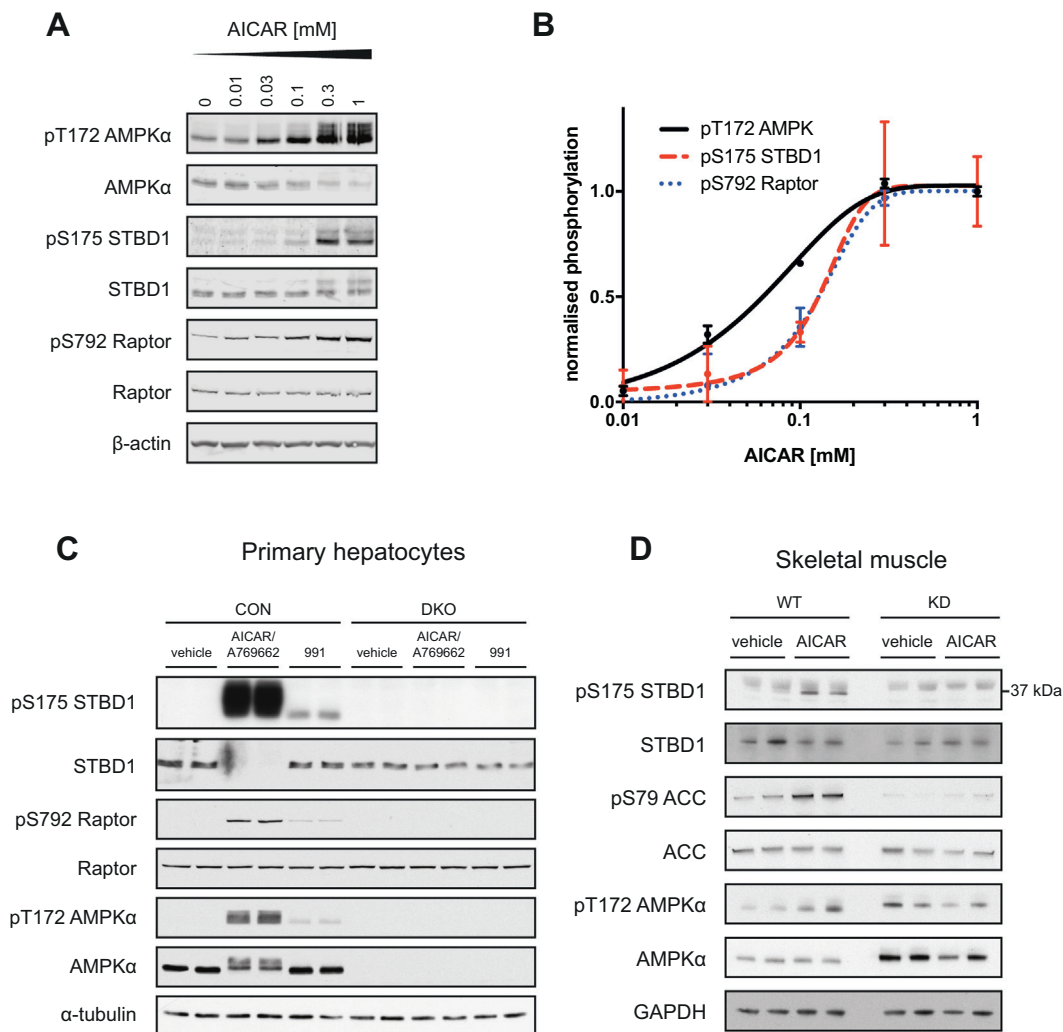 A
AICAR [mM]
0 0.01 0.03 0.1 0.3 1
pT172 AMPKα
AMPKα
pS175 STBD1
STBD1
pS792 Raptor
Raptor
β-actin
B
pT172 AMPK
pS175 STBD1
pS792 Raptor
normalised phosphorylation
1.0
0.5
0.0
0.01 0.1 1
AICAR [mM]
C
Primary hepatocytes
CON DKO
vehicle AICAR/ A769662 991 vehicle AICAR/ A769662 991
pS175 STBD1
STBD1
pS792 Raptor
Raptor
pT172 AMPKα
AMPKα
α-tubulin
D
Skeletal muscle
WT KD
vehicle AICAR vehicle AICAR
pS175 STBD1 37 kDa
STBD1
pS79 ACC
ACC
pT172 AMPKα
AMPKα
GAPDH